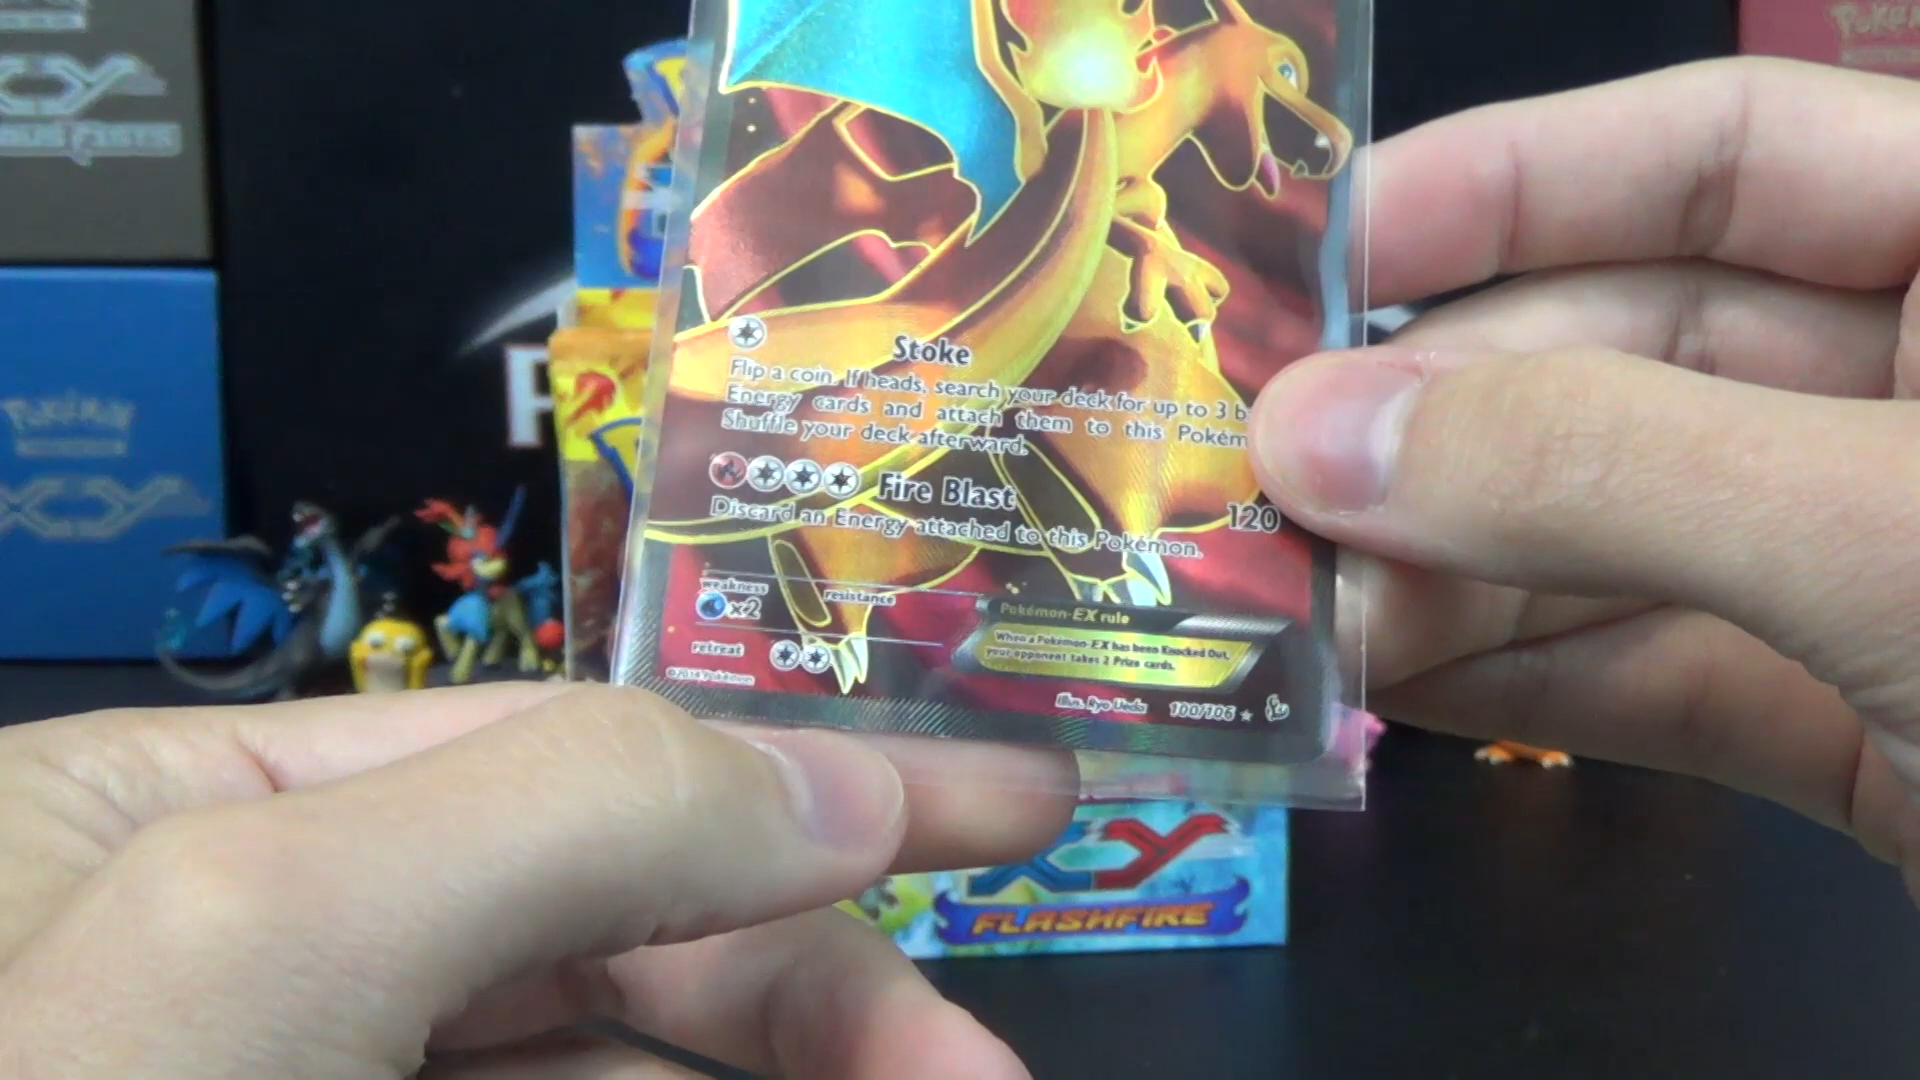 Stoke
Flip a coin. If heads, search your deck for up to 3 b
Energy cards and attach them to this Pokém
Shuffle your deck afterward.
Fire Blast 120
Discard an Energy attached to this Pokémon.
weakness
x2
resistance
retreat
Pokémon-EX rule
When a Pokémon-EX has been Knocked Out,
your opponent takes 2 Prize cards.
©2014 Pokémon
Illus. Ryo Ueda 100/106
XY
FLASHFIRE
Pokémon
XY